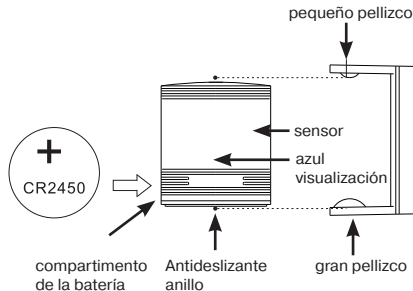 pequeño pellizco
sensor
azul
visualización
+
CR2450
compartimento
de la batería
Antideslizante
anillo
gran pellizco